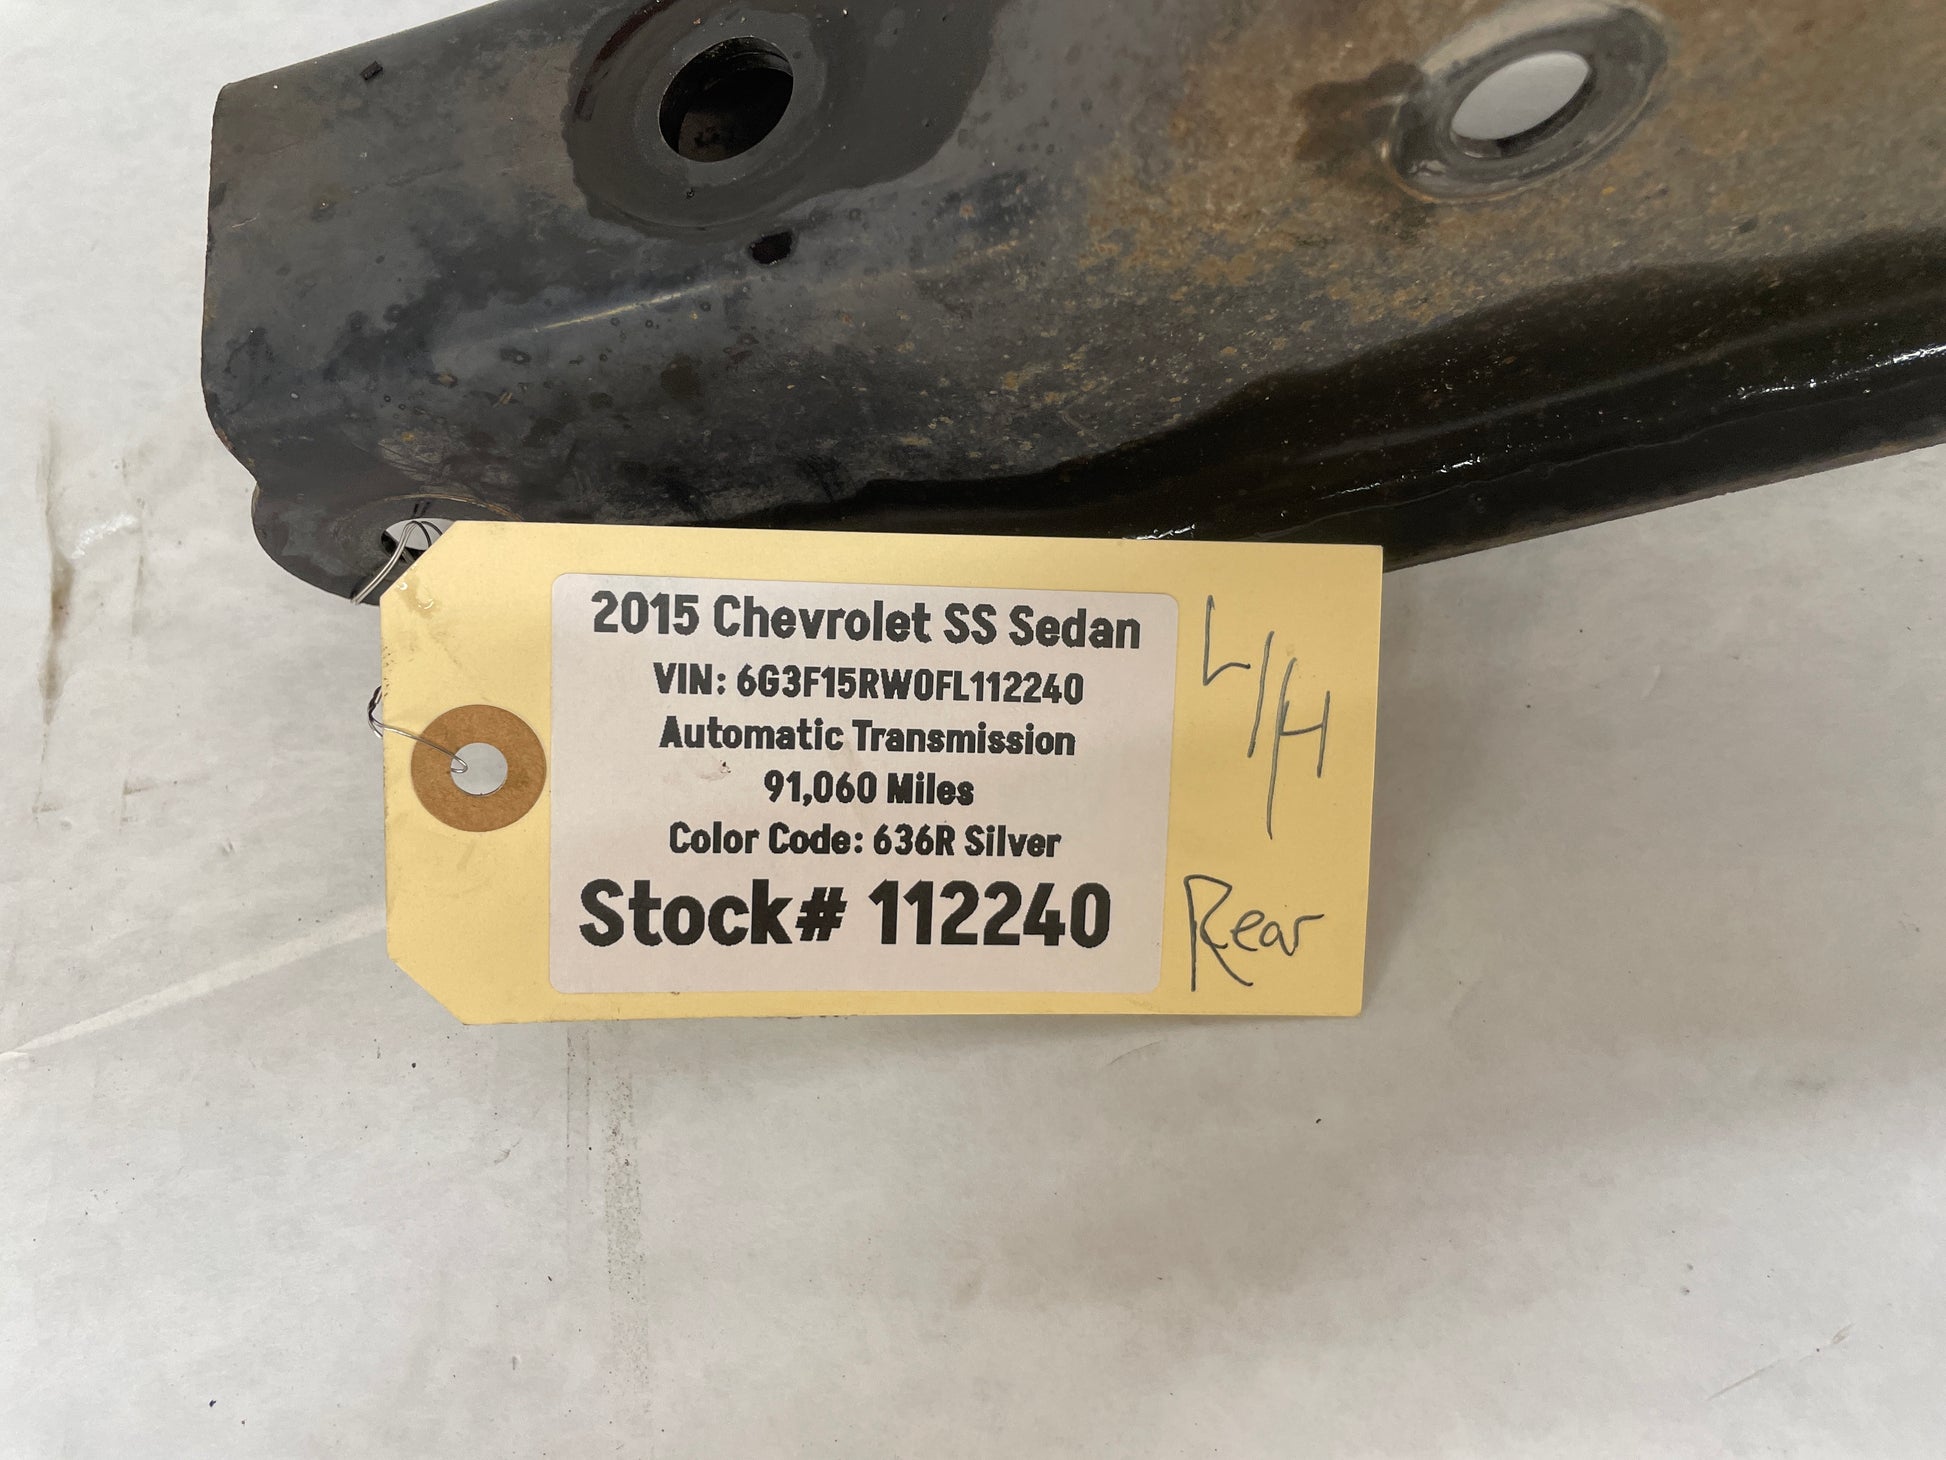 2015 Chevrolet SS Sedan
VIN: 6G3F15RW0FL112240
Automatic Transmission
91,060 Miles
Color Code: 636R Silver
Stock# 112240
L/H
Rear